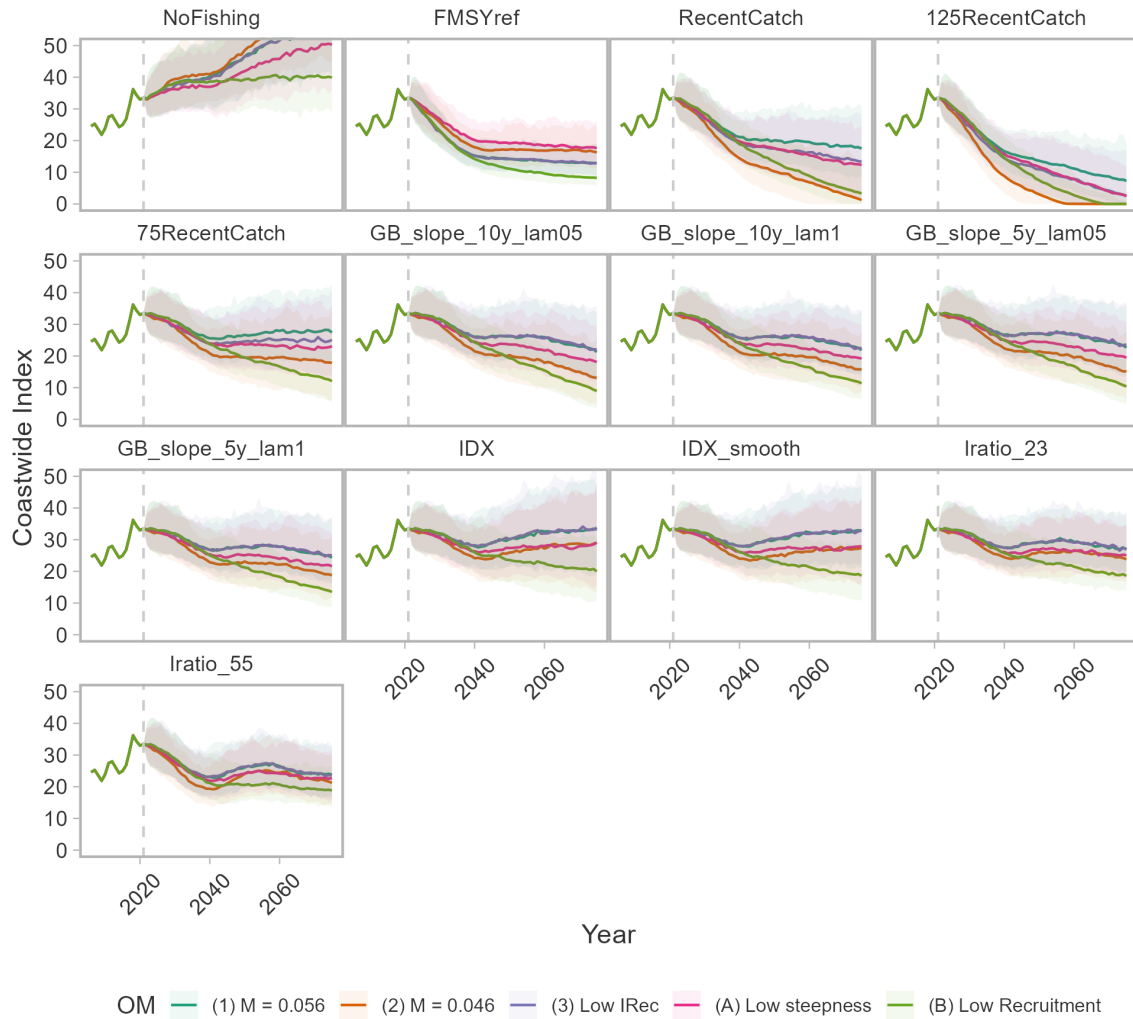 NoFishing FMSYref RecentCatch 125RecentCatch
50
40
30
20
10
0
75RecentCatch GB_slope_10y_lam05 GB_slope_10y_lam1 GB_slope_5y_lam05
50
40
30
20
10
0
Coastwide Index
GB_slope_5y_lam1 IDX IDX_smooth Iratio_23
50
40
30
20
10
0
2020 2040 2060 2020 2040 2060 2020 2040 2060
Iratio_55
50
40
30
20
10
0
2020 2040 2060
Year
OM (1) M = 0.056 (2) M = 0.046 (3) Low IRec (A) Low steepness (B) Low Recruitment